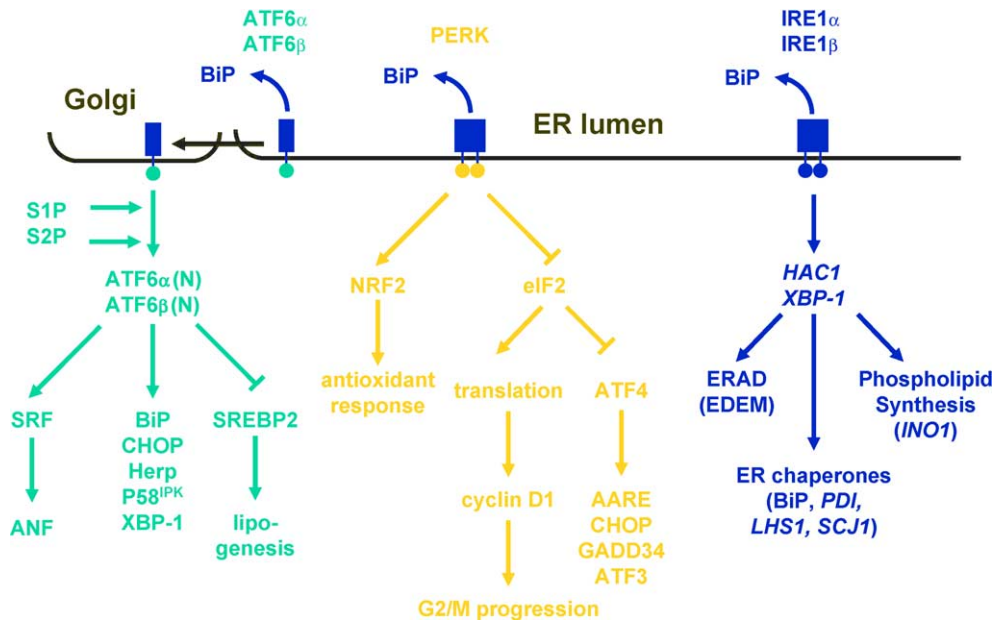 ATF6α
ATF6β
BiP
PERK
BiP
IRE1α
IRE1β
BiP
Golgi
ER lumen
S1P
S2P
ATF6α(N)
ATF6β(N)
SRF
ANF
BiP
CHOP
Herp
P58IPK
XBP-1
SREBP2
lipo-
genesis
NRF2
antioxidant
response
eIF2
translation
cyclin D1
G2/M progression
ATF4
AARE
CHOP
GADD34
ATF3
HAC1
XBP-1
ERAD
(EDEM)
ER chaperones
(BiP, PDI,
LHS1, SCJ1)
Phospholipid
Synthesis
(INO1)